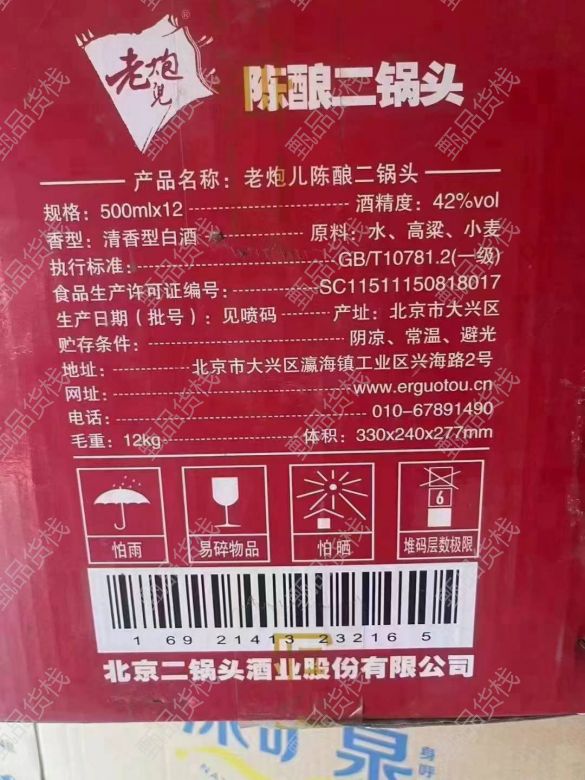 老炮兒
®
陈酿二锅头
产品名称：老炮儿陈酿二锅头
规格：500mlx12 酒精度：42%vol
香型：清香型白酒 原料：水、高粱、小麦
执行标准： GB/T10781.2(一级)
食品生产许可证编号： SC11511150818017
生产日期（批号）：见喷码 产址：北京市大兴区
贮存条件： 阴凉、常温、避光
地址： 北京市大兴区瀛海镇工业区兴海路2号
网址： www.erguotou.cn
电话： 010-67891490
毛重：12kg 体积：330x240x277mm
6
怕雨 易碎物品 怕晒 堆码层数极限
1 69 21413 23216 5
北京二锅头酒业股份有限公司
泉
甄品货栈